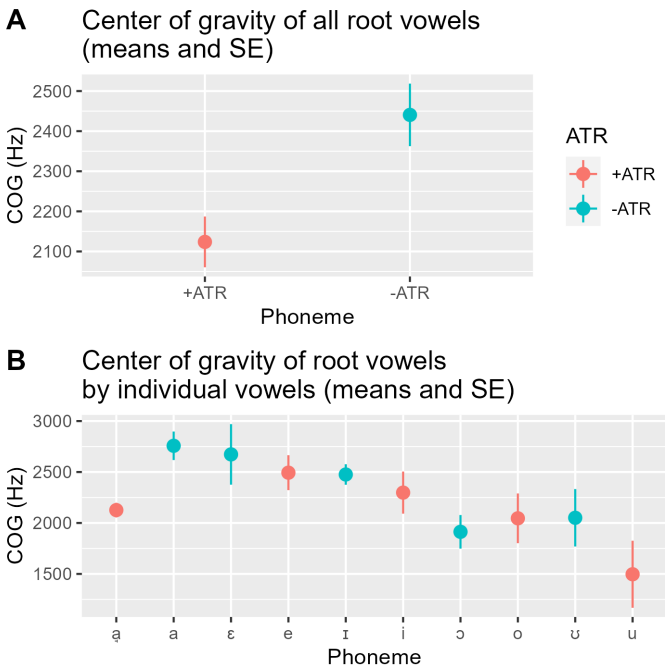 A
Center of gravity of all root vowels
(means and SE)
COG (Hz)
2500
2400
2300
2200
2100
+ATR
-ATR
Phoneme
ATR
+ATR
-ATR
B
Center of gravity of root vowels
by individual vowels (means and SE)
COG (Hz)
3000
2500
2000
1500
a̘ a ɛ e ɪ i ɔ o ʊ u
Phoneme